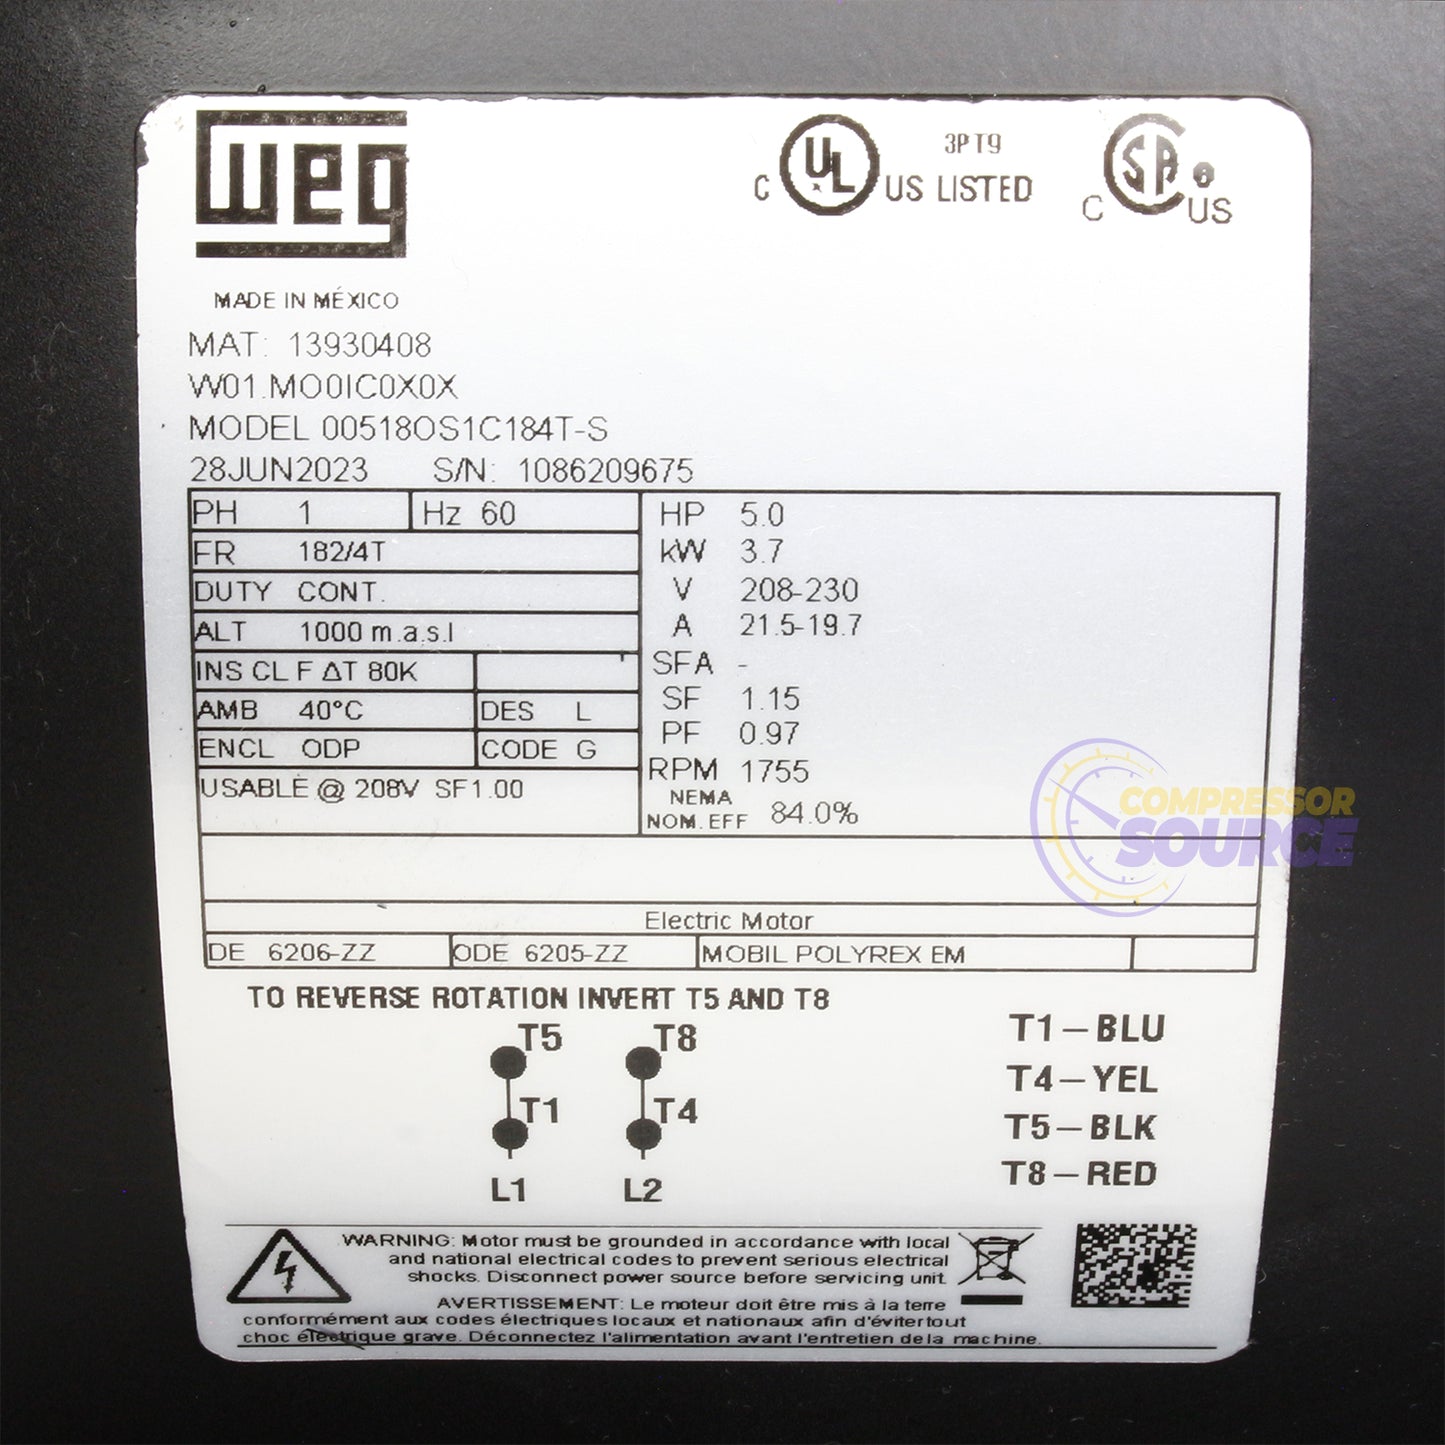 WEG
C UL US LISTED 3PT9
C SA US
MADE IN MÉXICO
MAT: 13930408
W01.MO0IC0X0X
MODEL 00518OS1C184T-S
28JUN2023 S/N: 1086209675
PH 1 Hz 60
FR 182/4T
DUTY CONT.
ALT 1000 m.a.s.l
INS CL F ΔT 80K
AMB 40°C DES L
ENCL ODP CODE G
USABLE @ 208V SF1.00
HP 5.0
kW 3.7
V 208-230
A 21.5-19.7
SFA -
SF 1.15
PF 0.97
RPM 1755
NEMA
NOM. EFF 84.0%
COMPRESSOR
SOURCE
Electric Motor
DE 6206-ZZ ODE 6205-ZZ MOBIL POLYREX EM
TO REVERSE ROTATION INVERT T5 AND T8
T5 T8
T1 T4
L1 L2
T1-BLU
T4-YEL
T5-BLK
T8-RED
WARNING: Motor must be grounded in accordance with local
and national electrical codes to prevent serious electrical
shocks. Disconnect power source before servicing unit.
AVERTISSEMENT: Le moteur doit être mis à la terre
conformément aux codes électriques locaux et nationaux afin d'éviter tout
choc électrique grave. Déconnectez l'alimentation avant l'entretien de la machine.